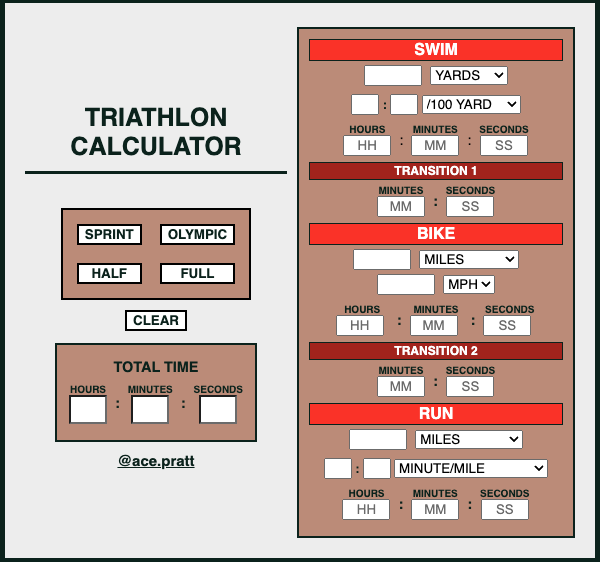 TRIATHLON
CALCULATOR
SPRINT OLYMPIC
HALF FULL
CLEAR
TOTAL TIME
HOURS MINUTES SECONDS
: :
@ace.pratt
SWIM
YARDS
: /100 YARD
HOURS MINUTES SECONDS
HH : MM : SS
TRANSITION 1
MINUTES SECONDS
MM : SS
BIKE
MILES
MPH
HOURS MINUTES SECONDS
HH : MM : SS
TRANSITION 2
MINUTES SECONDS
MM : SS
RUN
MILES
: MINUTE/MILE
HOURS MINUTES SECONDS
HH : MM : SS